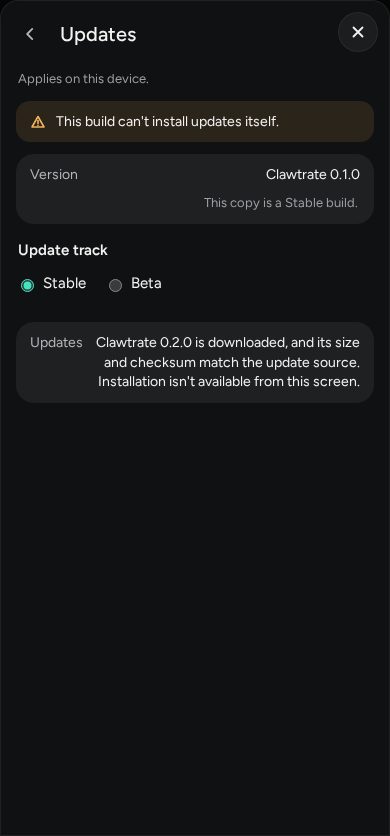 Updates
Applies on this device.
This build can't install updates itself.
Version Clawtrate 0.1.0
This copy is a Stable build.
Update track
Stable Beta
Updates Clawtrate 0.2.0 is downloaded, and its size
and checksum match the update source.
Installation isn't available from this screen.